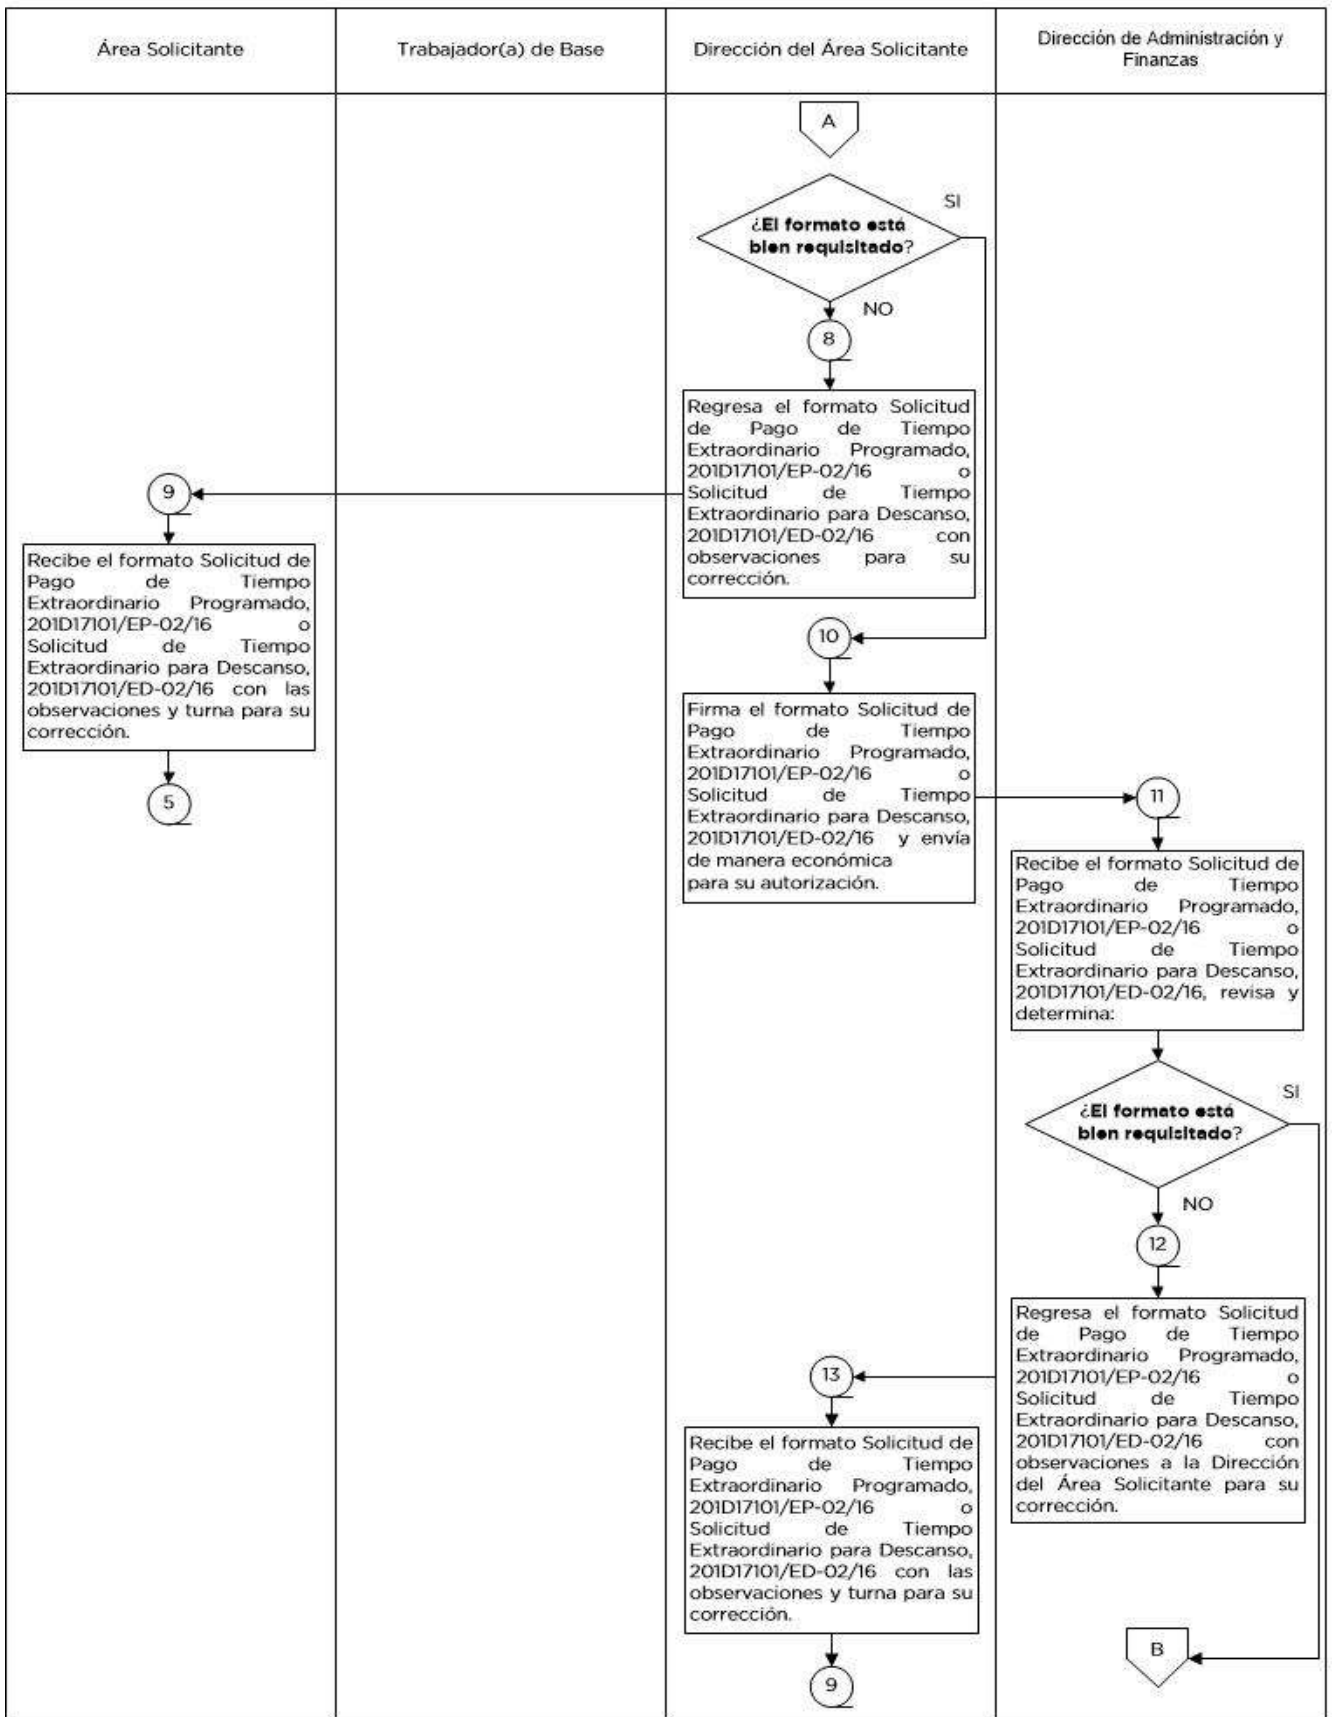 Área Solicitante
Trabajador(a) de Base
Dirección del Área Solicitante
Dirección de Administración y
Finanzas
A
SI
¿El formato está
bien requisitado?
NO
8
Regresa el formato Solicitud
de Pago de Tiempo
Extraordinario Programado,
201D17101/EP-02/16 o
Solicitud de Tiempo
Extraordinario para Descanso,
201D17101/ED-02/16 con
observaciones para su
corrección.
9
Recibe el formato Solicitud de
Pago de Tiempo
Extraordinario Programado,
201D17101/EP-02/16 o
Solicitud de Tiempo
Extraordinario para Descanso,
201D17101/ED-02/16 con las
observaciones y turna para su
corrección.
5
10
Firma el formato Solicitud de
Pago de Tiempo
Extraordinario Programado,
201D17101/EP-02/16 o
Solicitud de Tiempo
Extraordinario para Descanso,
201D17101/ED-02/16 y envía
de manera económica
para su autorización.
11
Recibe el formato Solicitud de
Pago de Tiempo
Extraordinario Programado,
201D17101/EP-02/16 o
Solicitud de Tiempo
Extraordinario para Descanso,
201D17101/ED-02/16, revisa y
determina:
SI
¿El formato está
bien requisitado?
NO
12
Regresa el formato Solicitud
de Pago de Tiempo
Extraordinario Programado,
201D17101/EP-02/16 o
Solicitud de Tiempo
Extraordinario para Descanso,
201D17101/ED-02/16 con
observaciones a la Dirección
del Área Solicitante para su
corrección.
13
Recibe el formato Solicitud de
Pago de Tiempo
Extraordinario Programado,
201D17101/EP-02/16 o
Solicitud de Tiempo
Extraordinario para Descanso,
201D17101/ED-02/16 con las
observaciones y turna para su
corrección.
9
B